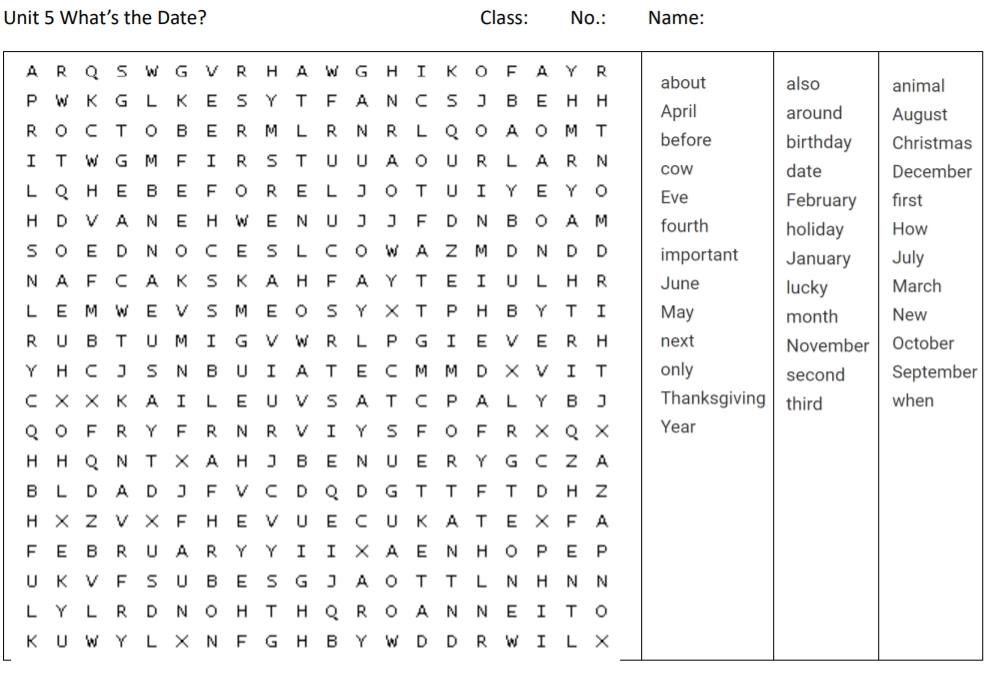 Unit 5 What's the Date? Class: No.: Name:
A R Q S W G V R H A W G H I K O F A Y R
P W K G L K E S Y T F A N C S J B E H H
R O C T O B E R M L R N R L Q O A O M T
I T W G M F I R S T U U A O U R L A R N
L Q H E B E F O R E L J O T U I Y E Y O
H D V A N E H W E N U J J F D N B O A M
S O E D N O C E S L C O W A Z M D N D D
N A F C A K S K A H F A Y T E I U L H R
L E M W E V S M E O S Y X T P H B Y T I
R U B T U M I G V W R L P G I E V E R H
Y H C J S N B U I A T E C M M D X V I T
C X X K A I L E U V S A T C P A L Y B J
Q O F R Y F R N R V I Y S F O F R X Q X
H H Q N T X A H J B E N U E R Y G C Z A
B L D A D J F V C D Q D G T T F T D H Z
H X Z V X F H E V U E C U K A T E X F A
F E B R U A R Y Y I I X A E N H O P E P
U K V F S U B E S G J A O T T L N H N N
L Y L R D N O H T H Q R O A N N E I T O
K U W Y L X N F G H B Y W D D R W I L X
about
April
before
cow
Eve
fourth
important
June
May
next
only
Thanksgiving
Year
also
around
birthday
date
February
holiday
January
lucky
month
November
second
third
animal
August
Christmas
December
first
How
July
March
New
October
September
when